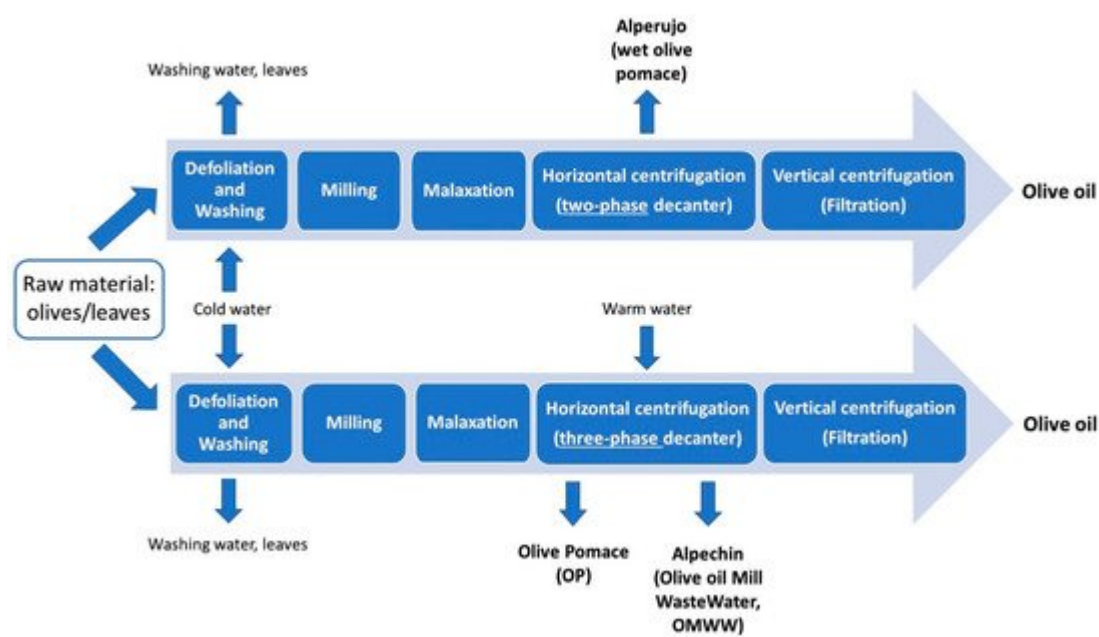 Alperujo
(wet olive
pomace)
Washing water, leaves
Defoliation
and
Washing
Milling
Malaxation
Horizontal centrifugation
(two-phase decanter)
Vertical centrifugation
(Filtration)
Olive oil
Raw material:
olives/leaves
Cold water
Warm water
Defoliation
and
Washing
Milling
Malaxation
Horizontal centrifugation
(three-phase decanter)
Vertical centrifugation
(Filtration)
Olive oil
Washing water, leaves
Olive Pomace
(OP)
Alpechin
(Olive oil Mill
WasteWater,
OMWW)